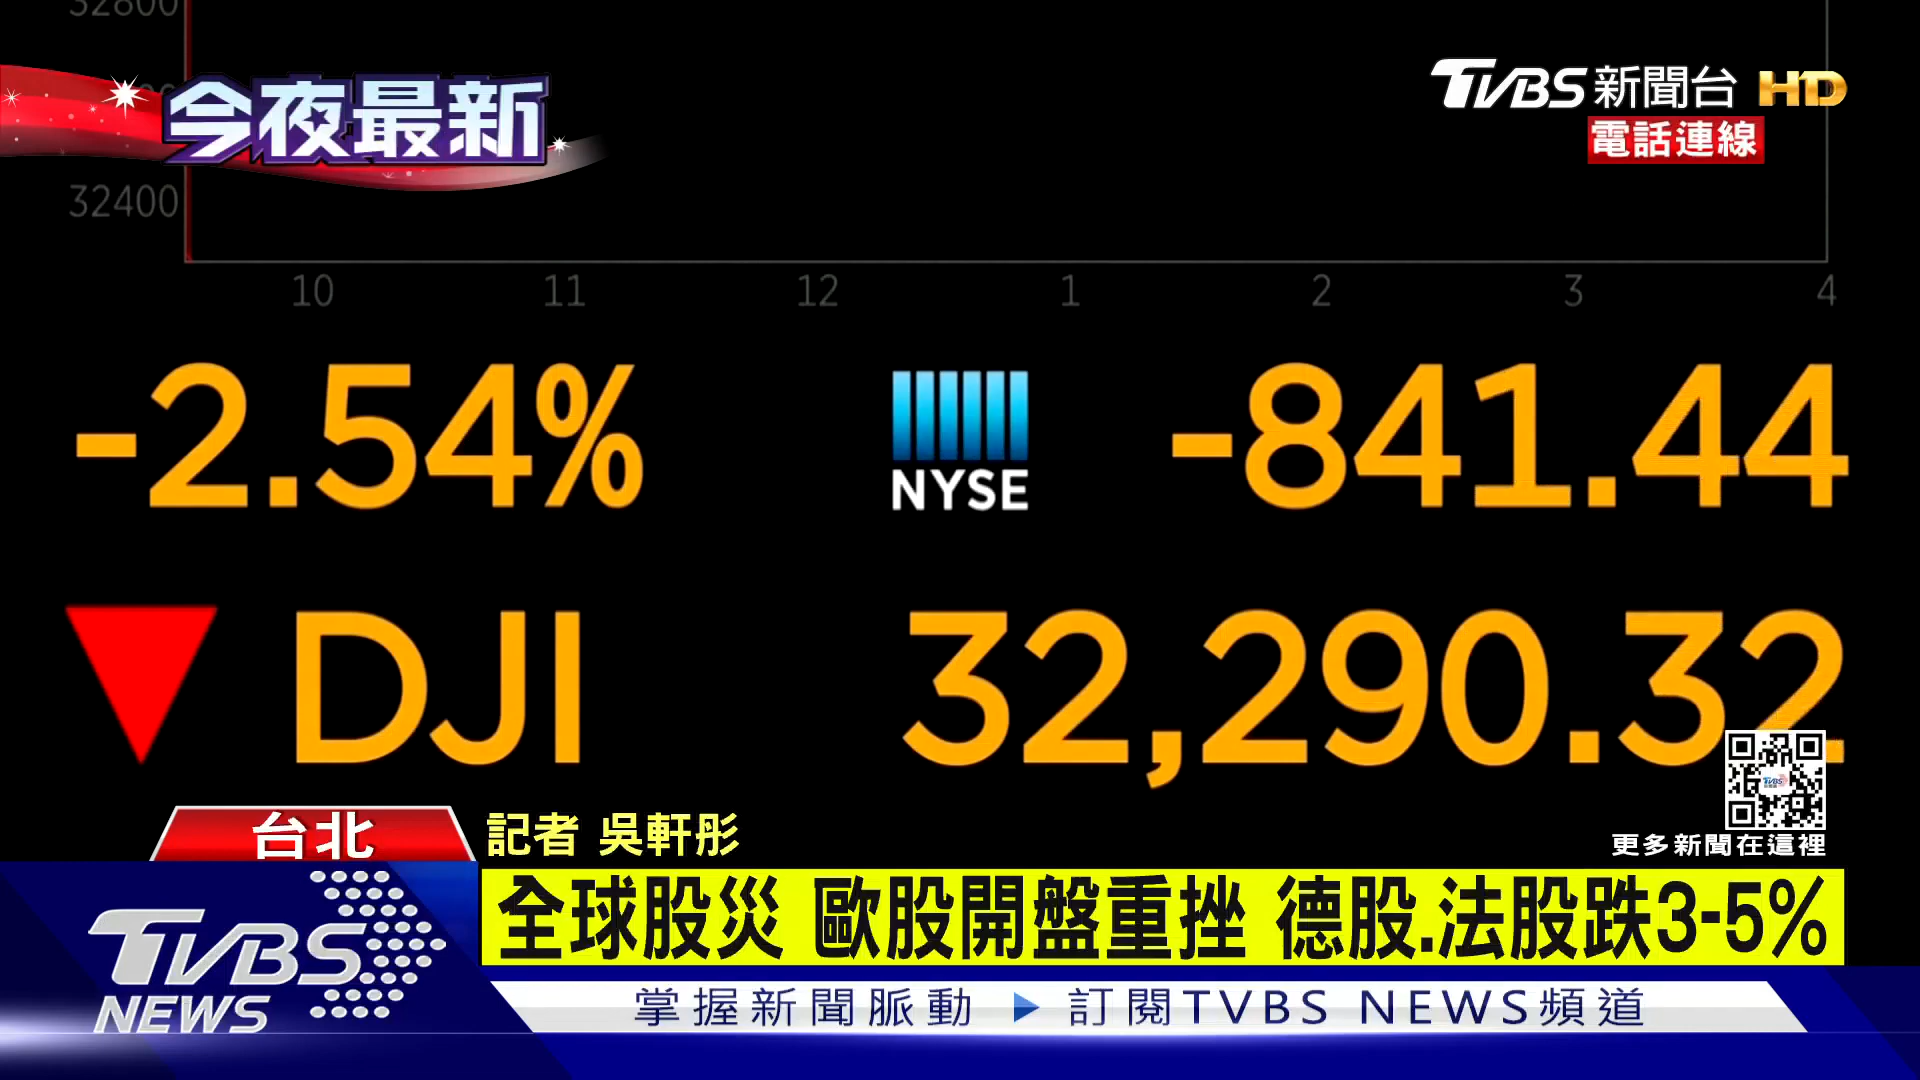 32800
今夜最新
TVBS新聞台 HD
電話連線
32400
10 11 12 1 2 3 4
-2.54% NYSE -841.44
DJI 32,290.32
台北 記者 吳軒彤
更多新聞在這裡
全球股災 歐股開盤重挫 德股.法股跌3-5%
TVBS NEWS
掌握新聞脈動 ▶ 訂閱TVBS NEWS頻道